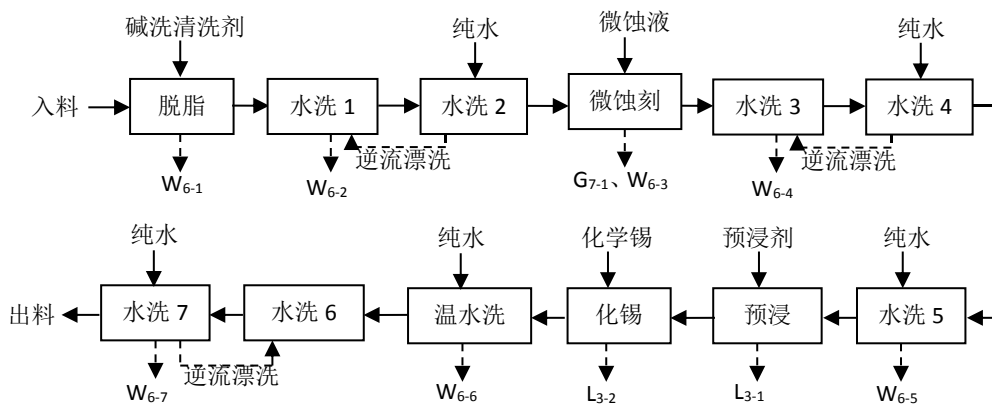 碱洗清洗剂
纯水
微蚀液
纯水
入料
脱脂
水洗 1
水洗 2
微蚀刻
水洗 3
水洗 4
逆流漂洗
逆流漂洗
W6-1
W6-2
G7-1、W6-3
W6-4
纯水
纯水
化学锡
预浸剂
纯水
出料
水洗 7
水洗 6
温水洗
化锡
预浸
水洗 5
逆流漂洗
W6-7
W6-6
L3-2
L3-1
W6-5